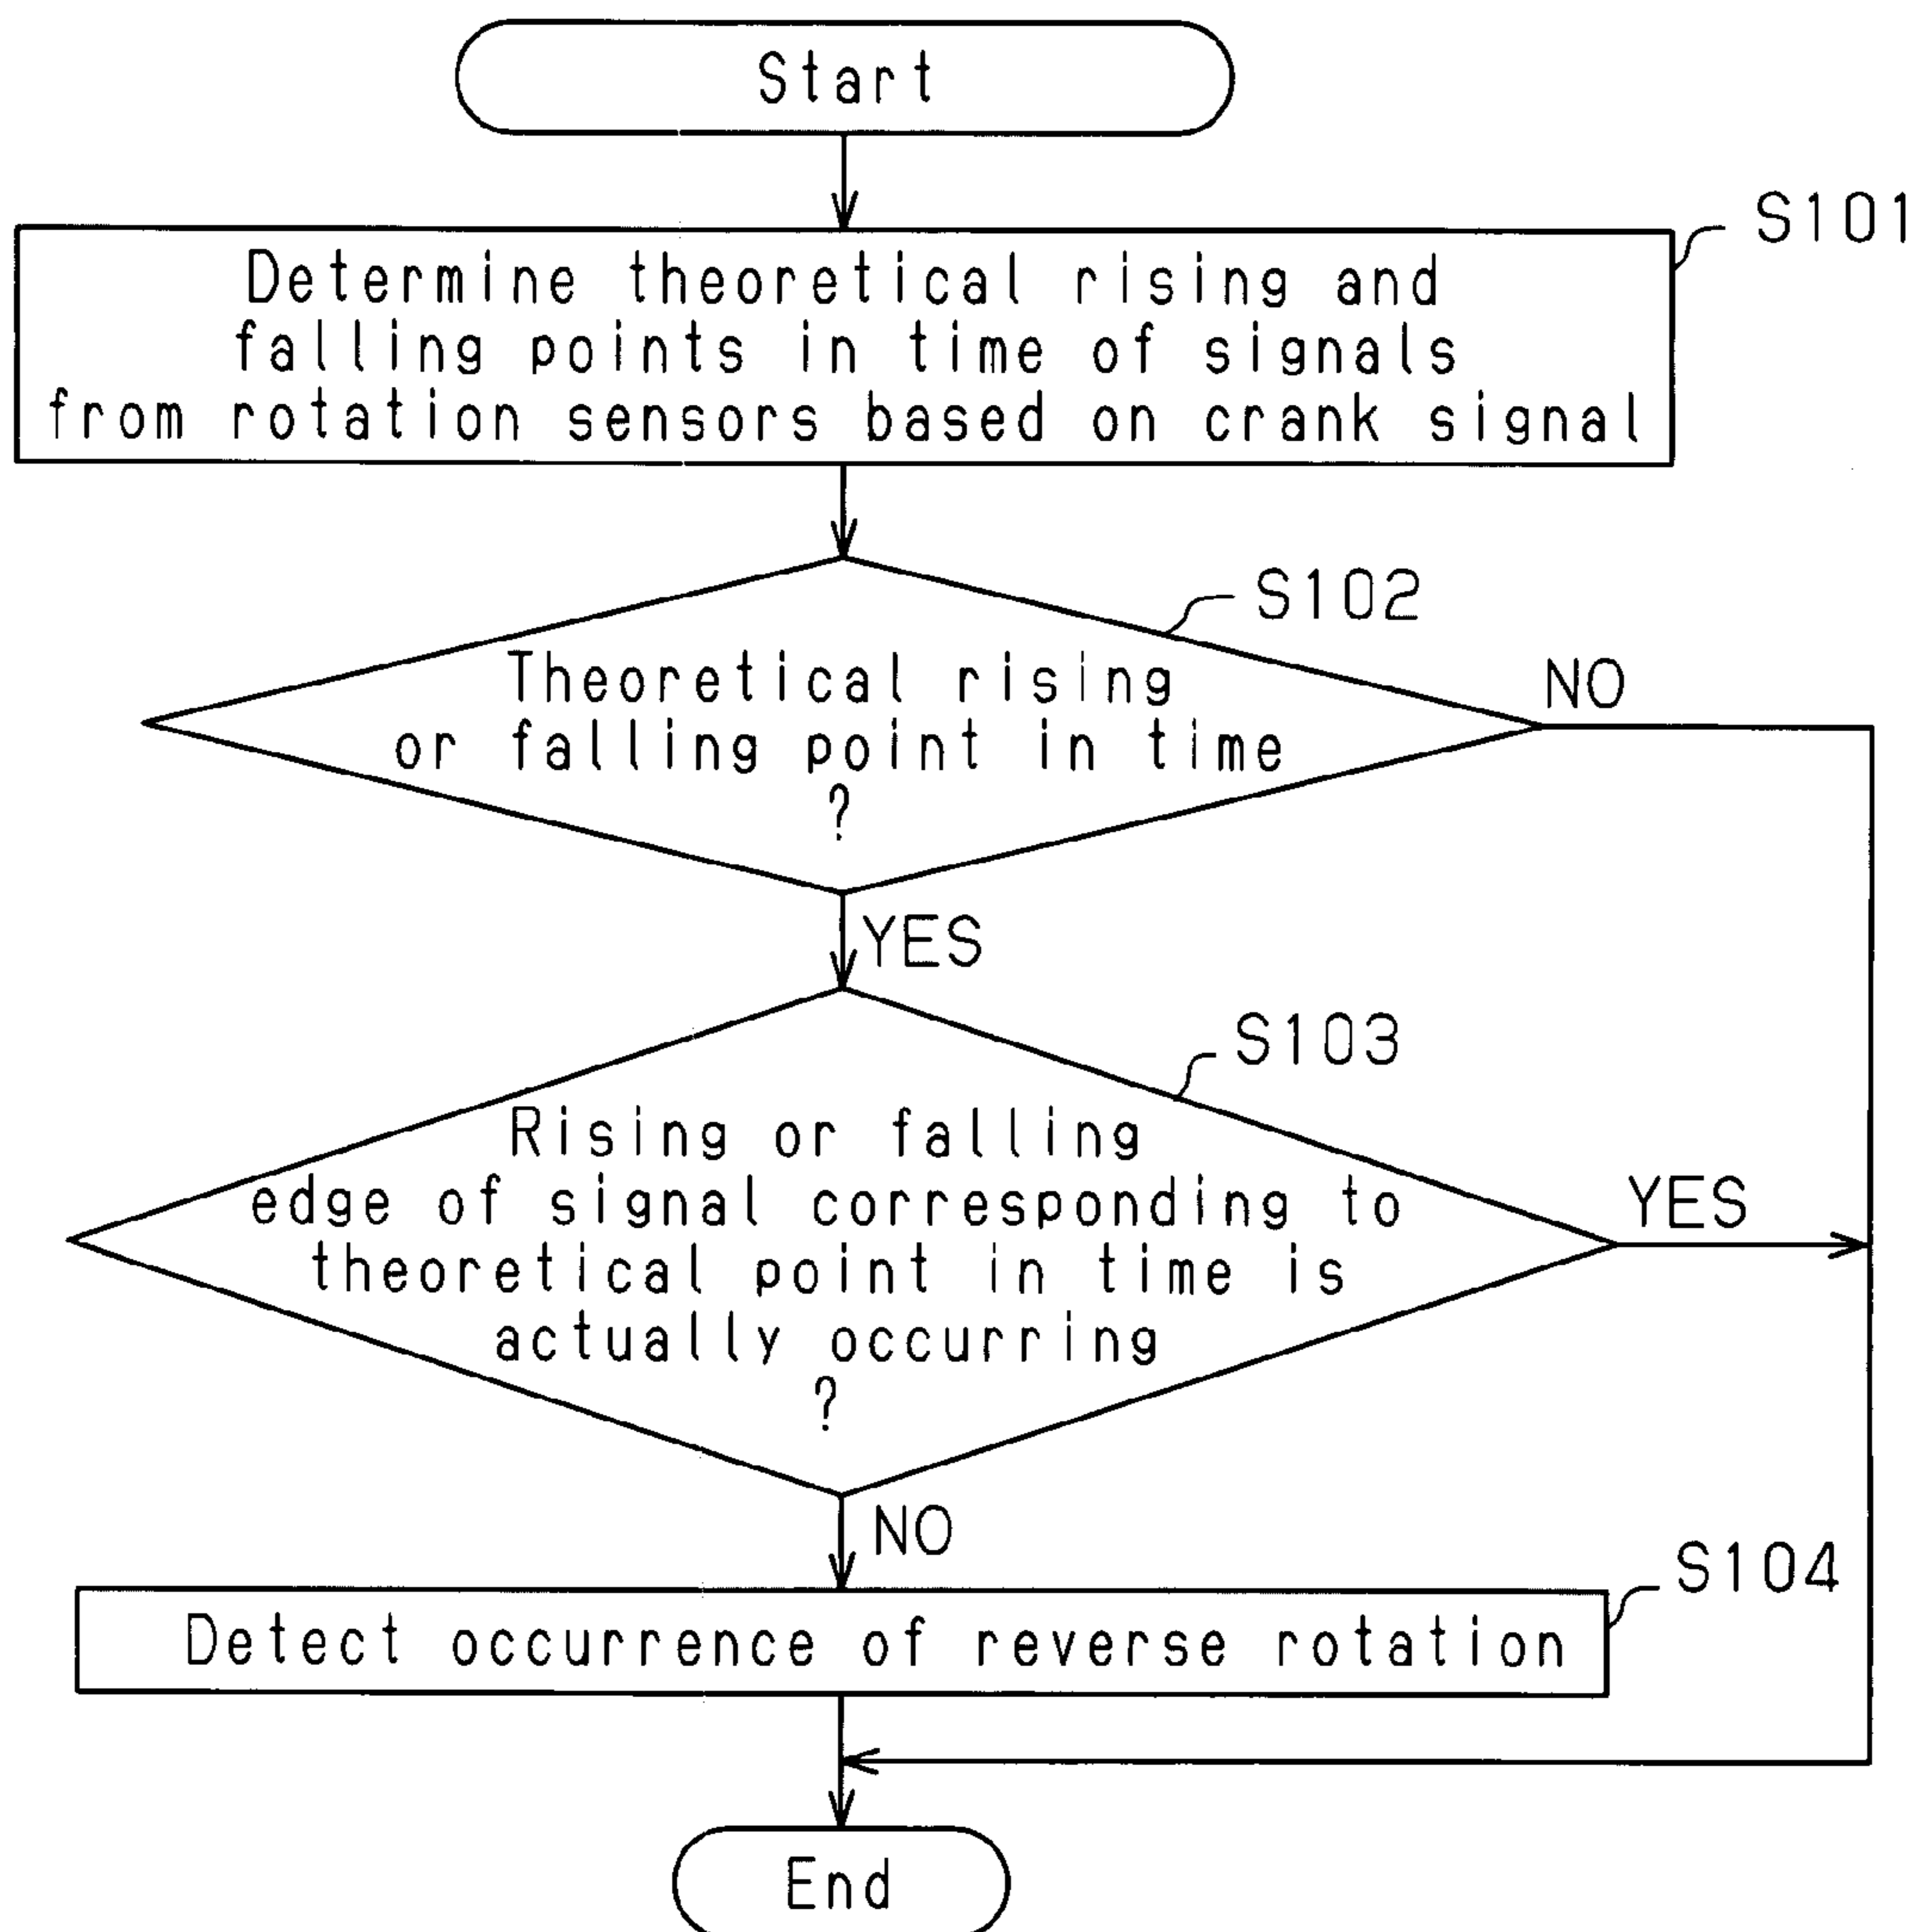 Start
S101
Determine theoretical rising and
falling points in time of signals
from rotation sensors based on crank signal
S102
NO
Theoretical rising
or falling point in time
?
YES
S103
Rising or falling
edge of signal corresponding to
YES
theoretical point in time is
actually occurring
?
NO
S104
Detect occurrence of reverse rotation
End